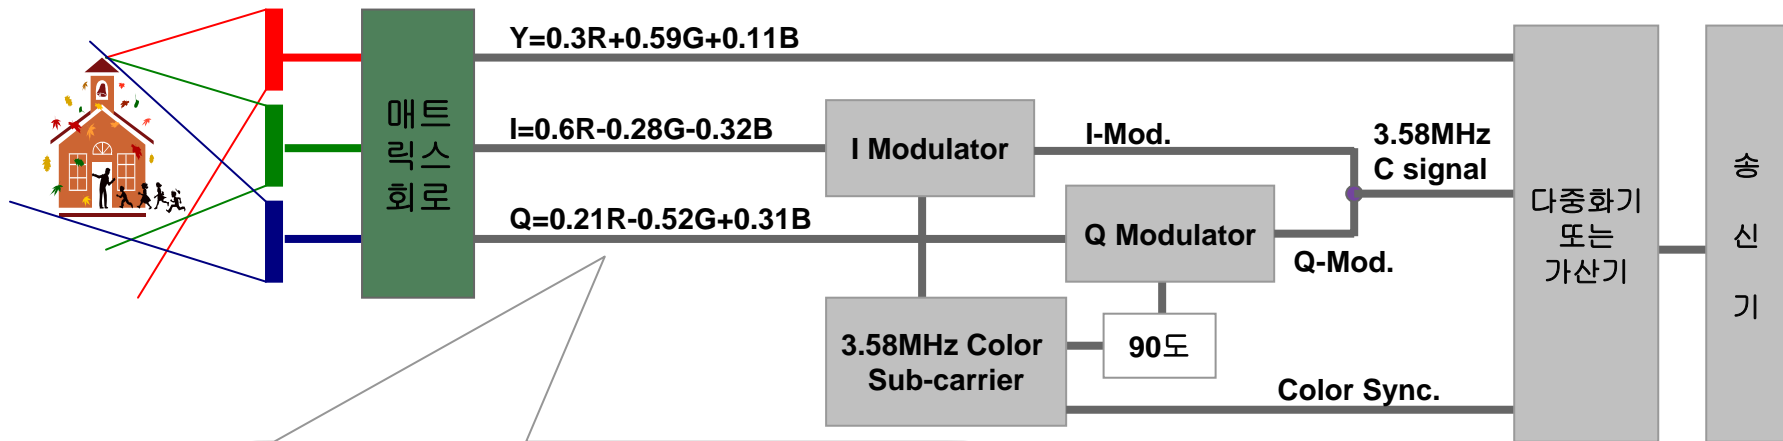 매트
릭스
회로
Y=0.3R+0.59G+0.11B
I=0.6R-0.28G-0.32B
Q=0.21R-0.52G+0.31B
I Modulator
I-Mod.
Q Modulator
Q-Mod.
3.58MHz
C signal
3.58MHz Color
Sub-carrier
90도
Color Sync.
다중화기
또는
가산기
송
신
기